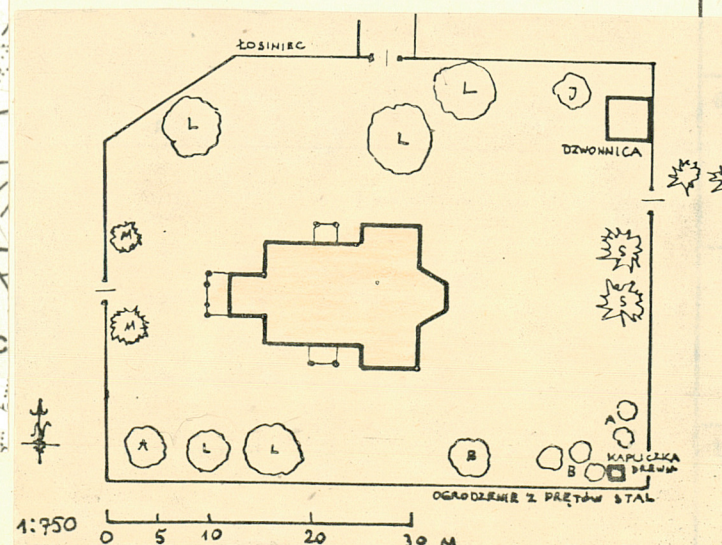 ŁOSINIEC
L
L
L
J
DZWONNICA
M
S
S
M
A
L
L
B
A
B
KAPLICZKA
DREWN
OGRODZENIE Z PRĘTÓW STAL
1:750
0 5 10 20 30 M